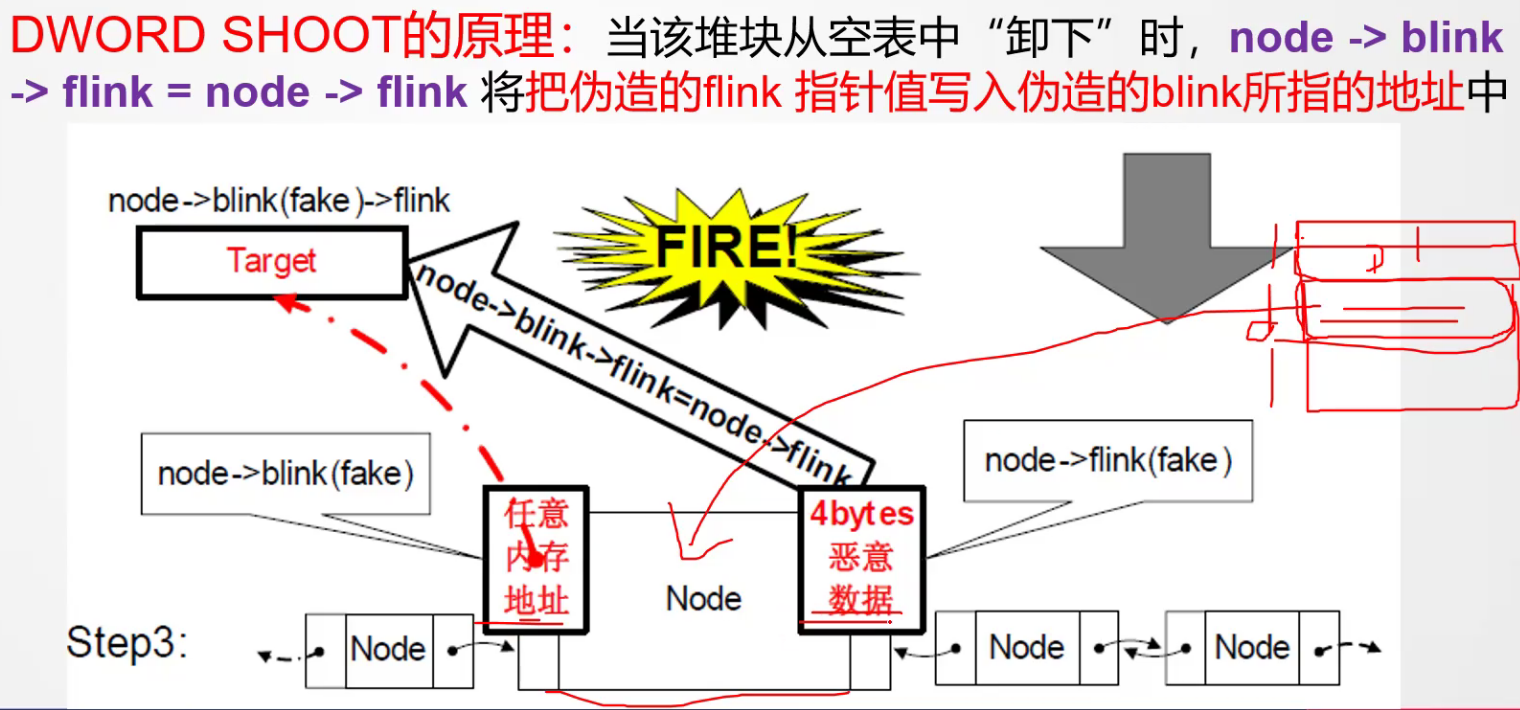 DWORD SHOOT的原理：当该堆块从空表中“卸下”时，node -> blink
-> flink = node -> flink 将把伪造的flink 指针值写入伪造的blink所指的地址中
node->blink(fake)->flink
Target
FIRE!
node->blink->flink=node->flink
node->blink(fake)
node->flink(fake)
任意
内存
地址
4bytes
恶意
数据
Node
Step3:
Node
Node
Node